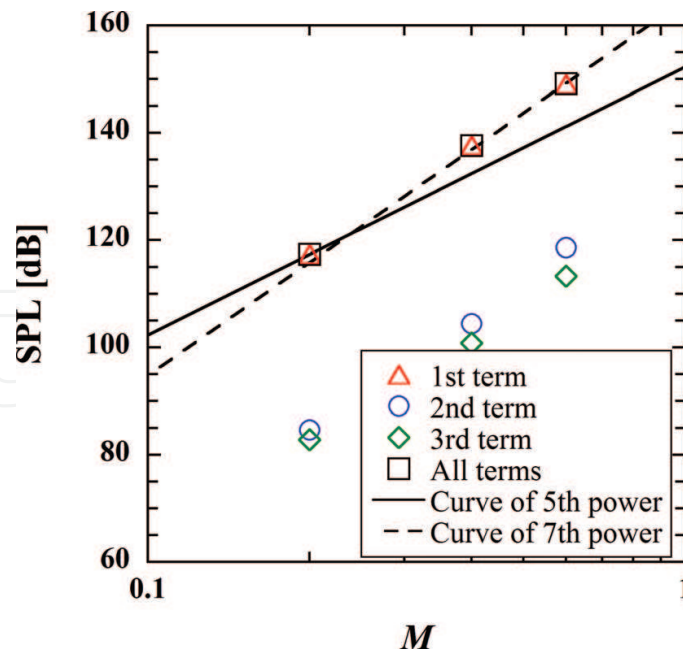 160
140
120
100
80
60
SPL [dB]
1st term
2nd term
3rd term
All terms
Curve of 5th power
Curve of 7th power
0.1
1
M